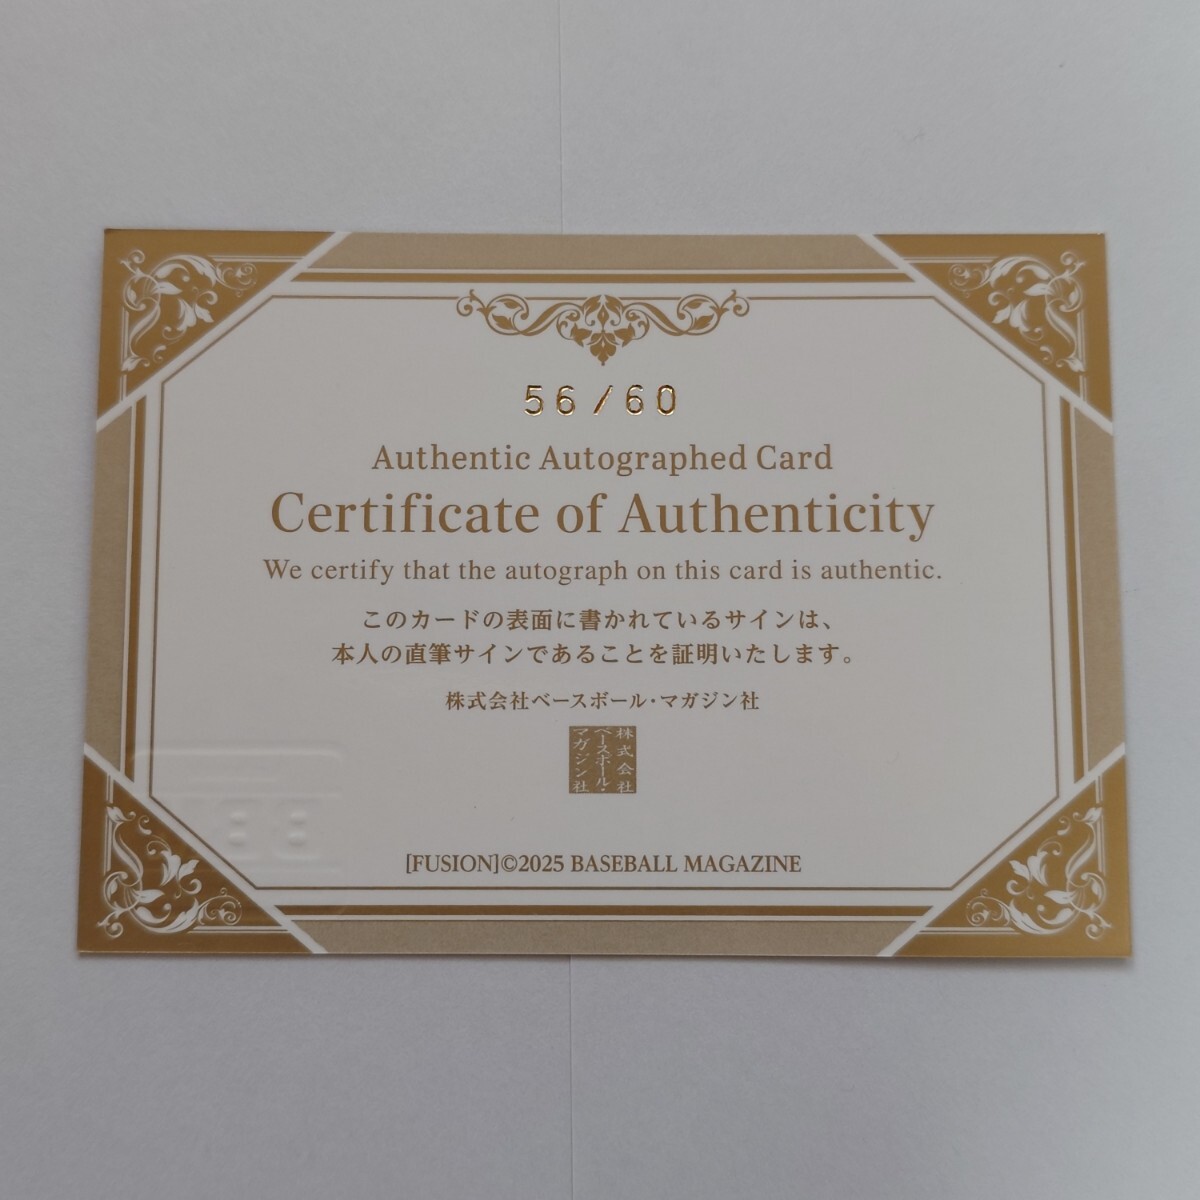 56/60
Authentic Autographed Card
Certificate of Authenticity
We certify that the autograph on this card is authentic.
このカードの表面に書かれているサインは、
本人の直筆サインであることを証明いたします。
株式会社ベースボール・マガジン社
株式会社
ベースボール・
マガジン社
[FUSION]©2025 BASEBALL MAGAZINE